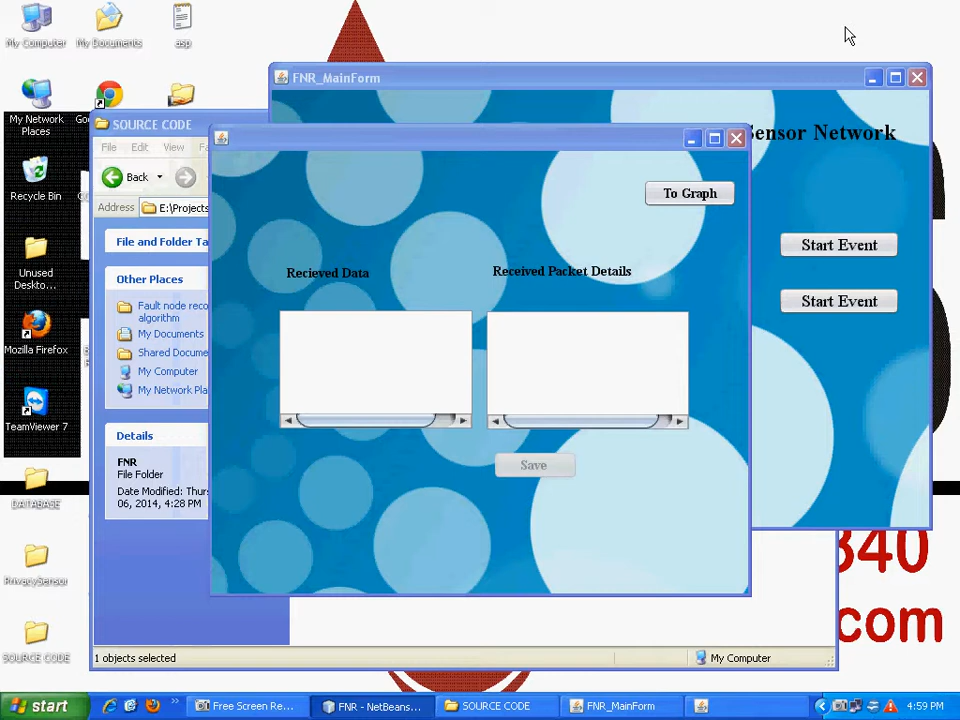 My Computer
My Documents
asp
My Network
Places
Recycle Bin
Unused
Deskto...
Mozilla Firefox
TeamViewer 7
DATABASE
PrivacySensor
SOURCE CODE
FNR_MainForm
Sensor Network
Start Event
Start Event
SOURCE CODE
File Edit View
Back
Address E:\Projects
File and Folder Ta
Other Places
Fault node reco
algorithm
My Documents
Shared Docume
My Computer
My Network Pla
Details
FNR
File Folder
Date Modified: Thurs
06, 2014, 4:28 PM
1 objects selected
My Computer
To Graph
Recieved Data
Received Packet Details
Save
340
com
start
Free Screen Re...
FNR - NetBeans...
SOURCE CODE
FNR_MainForm
4:59 PM